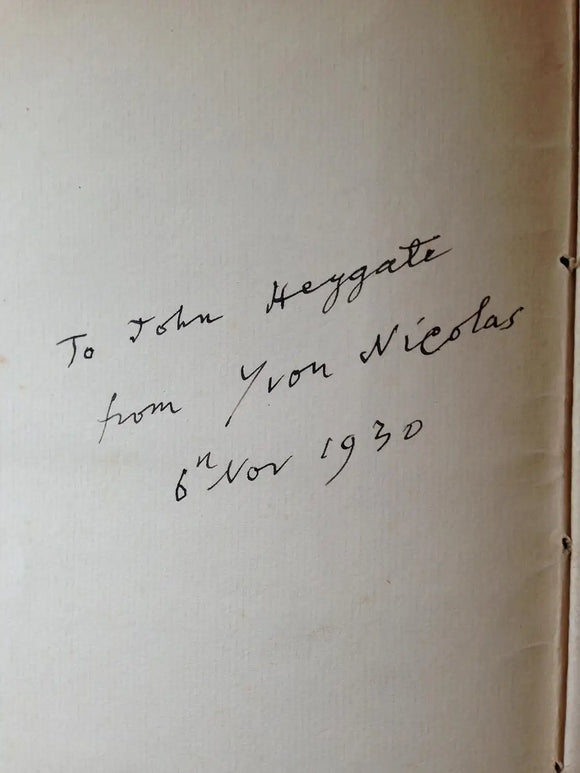 To John Heygate
from Yvon Nicolas
6th Nov 1930